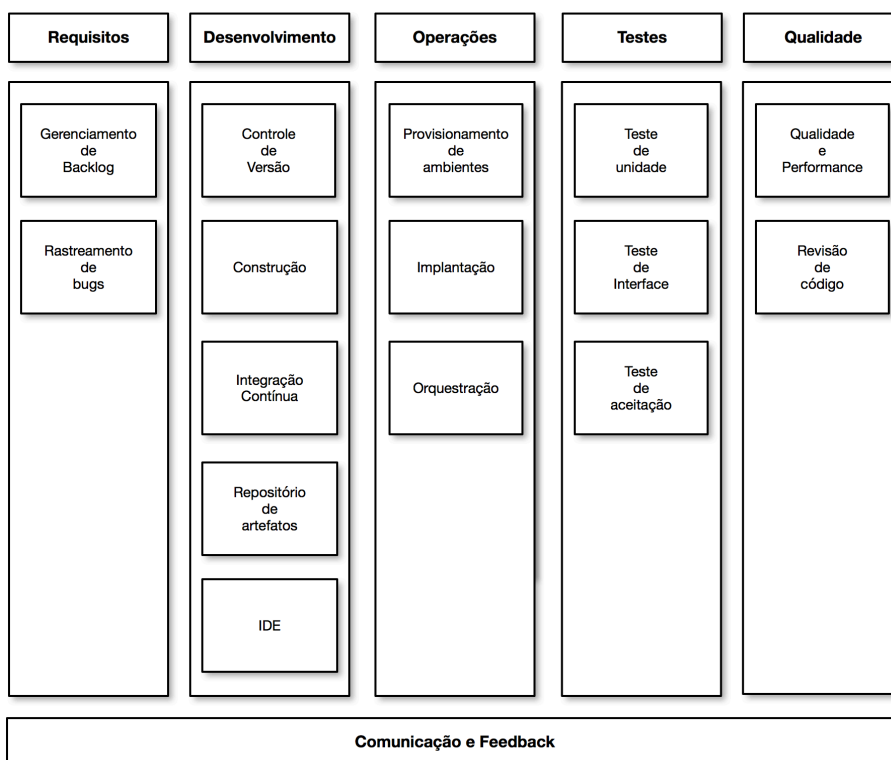 Requisitos
Desenvolvimento
Operações
Testes
Qualidade
Gerenciamento
de
Backlog
Rastreamento
de
bugs
Controle
de
Versão
Construção
Integração
Contínua
Repositório
de
artefatos
IDE
Provisionamento
de
ambientes
Implantação
Orquestração
Teste
de
unidade
Teste
de
Interface
Teste
de
aceitação
Qualidade
e
Performance
Revisão
de
código
Comunicação e Feedback